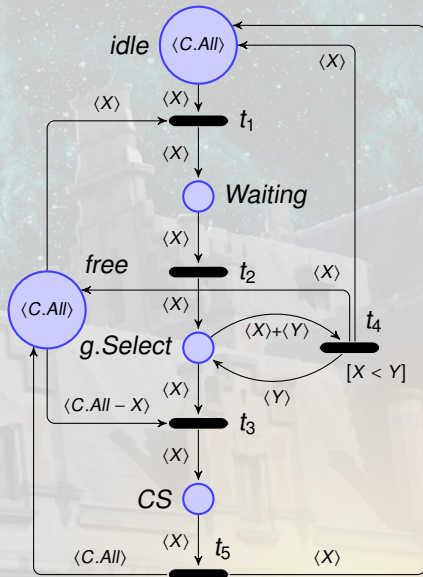 idle
⟨C.All⟩
⟨X⟩
⟨X⟩
⟨X⟩
t1
⟨X⟩
Waiting
⟨X⟩
free
t2
⟨X⟩
⟨X⟩
⟨C.All⟩
⟨X⟩+⟨Y⟩
t4
g.Select
[X < Y]
⟨X⟩
⟨Y⟩
⟨C.All – X⟩
t3
⟨X⟩
CS
⟨C.All⟩
⟨X⟩
t5
⟨X⟩